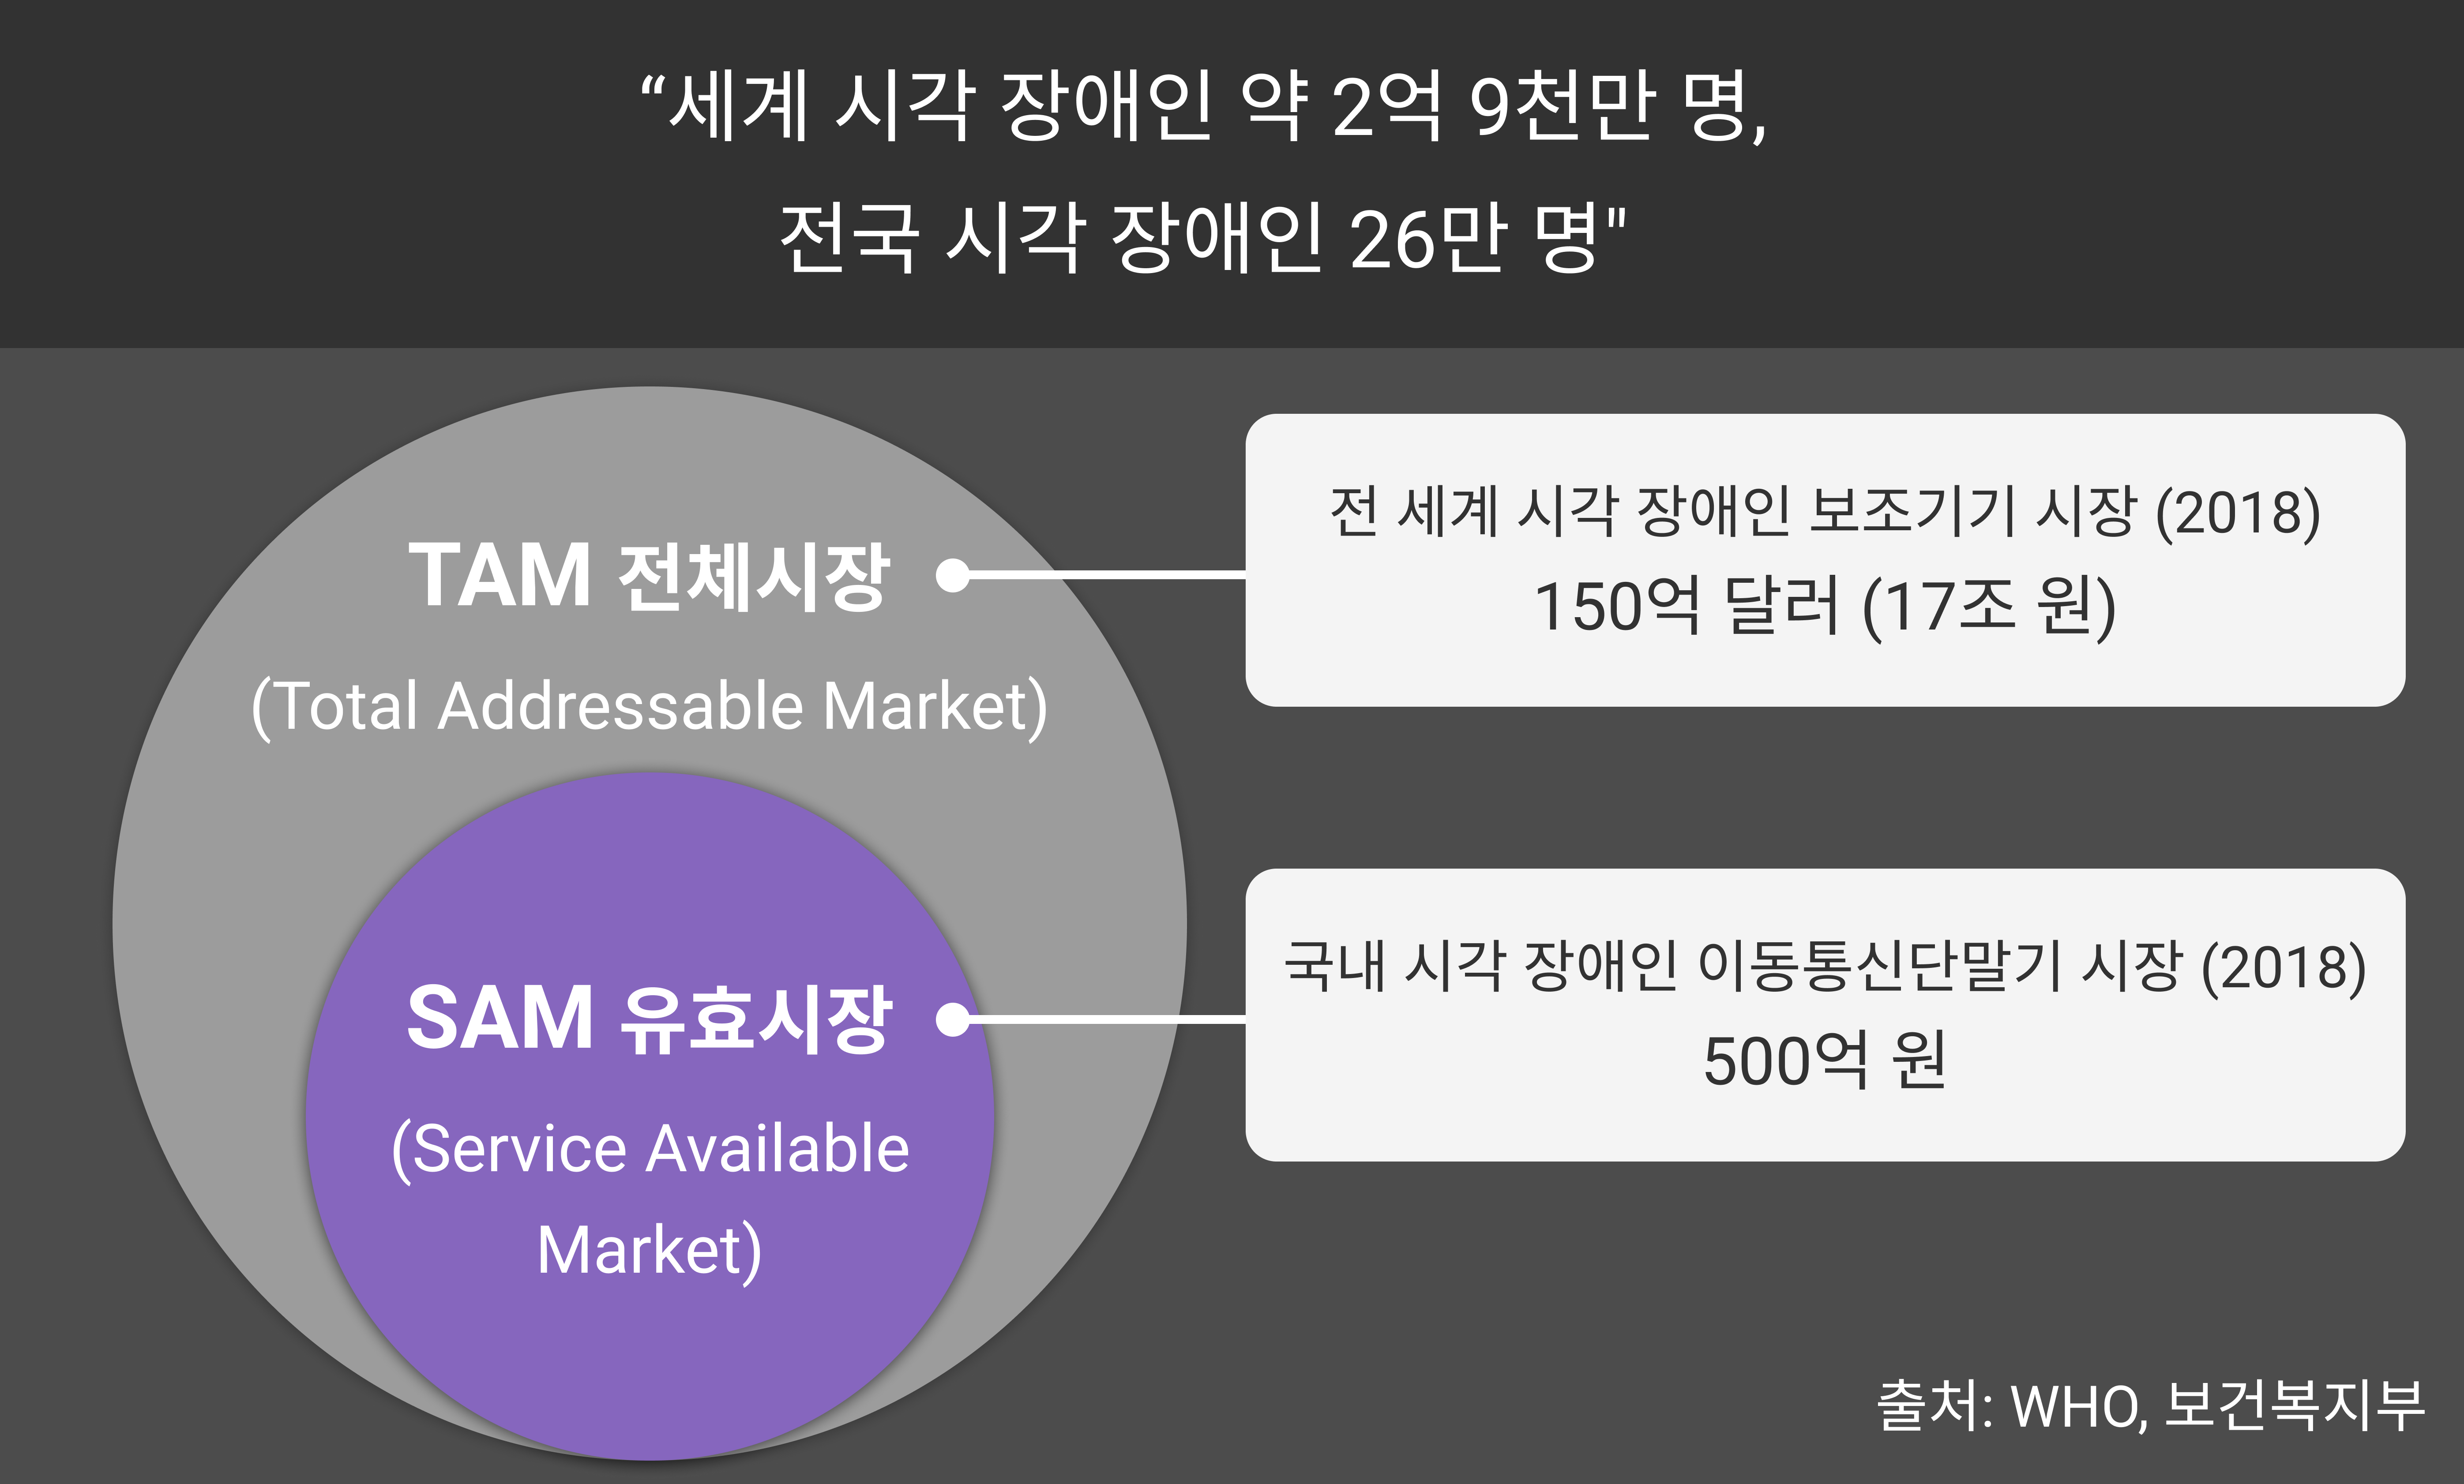 “세계 시각 장애인 약 2억 9천만 명,
전국 시각 장애인 26만 명"
TAM 전체시장
(Total Addressable Market)
전 세계 시각 장애인 보조기기 시장 (2018)
150억 달러 (17조 원)
SAM 유효시장
(Service Available
Market)
국내 시각 장애인 이동통신단말기 시장 (2018)
500억 원
출처: WHO, 보건복지부